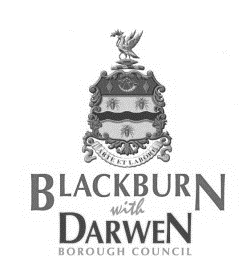 ARTE ET LABORE
BLACKBURN
with
DARWEN
BOROUGH COUNCIL